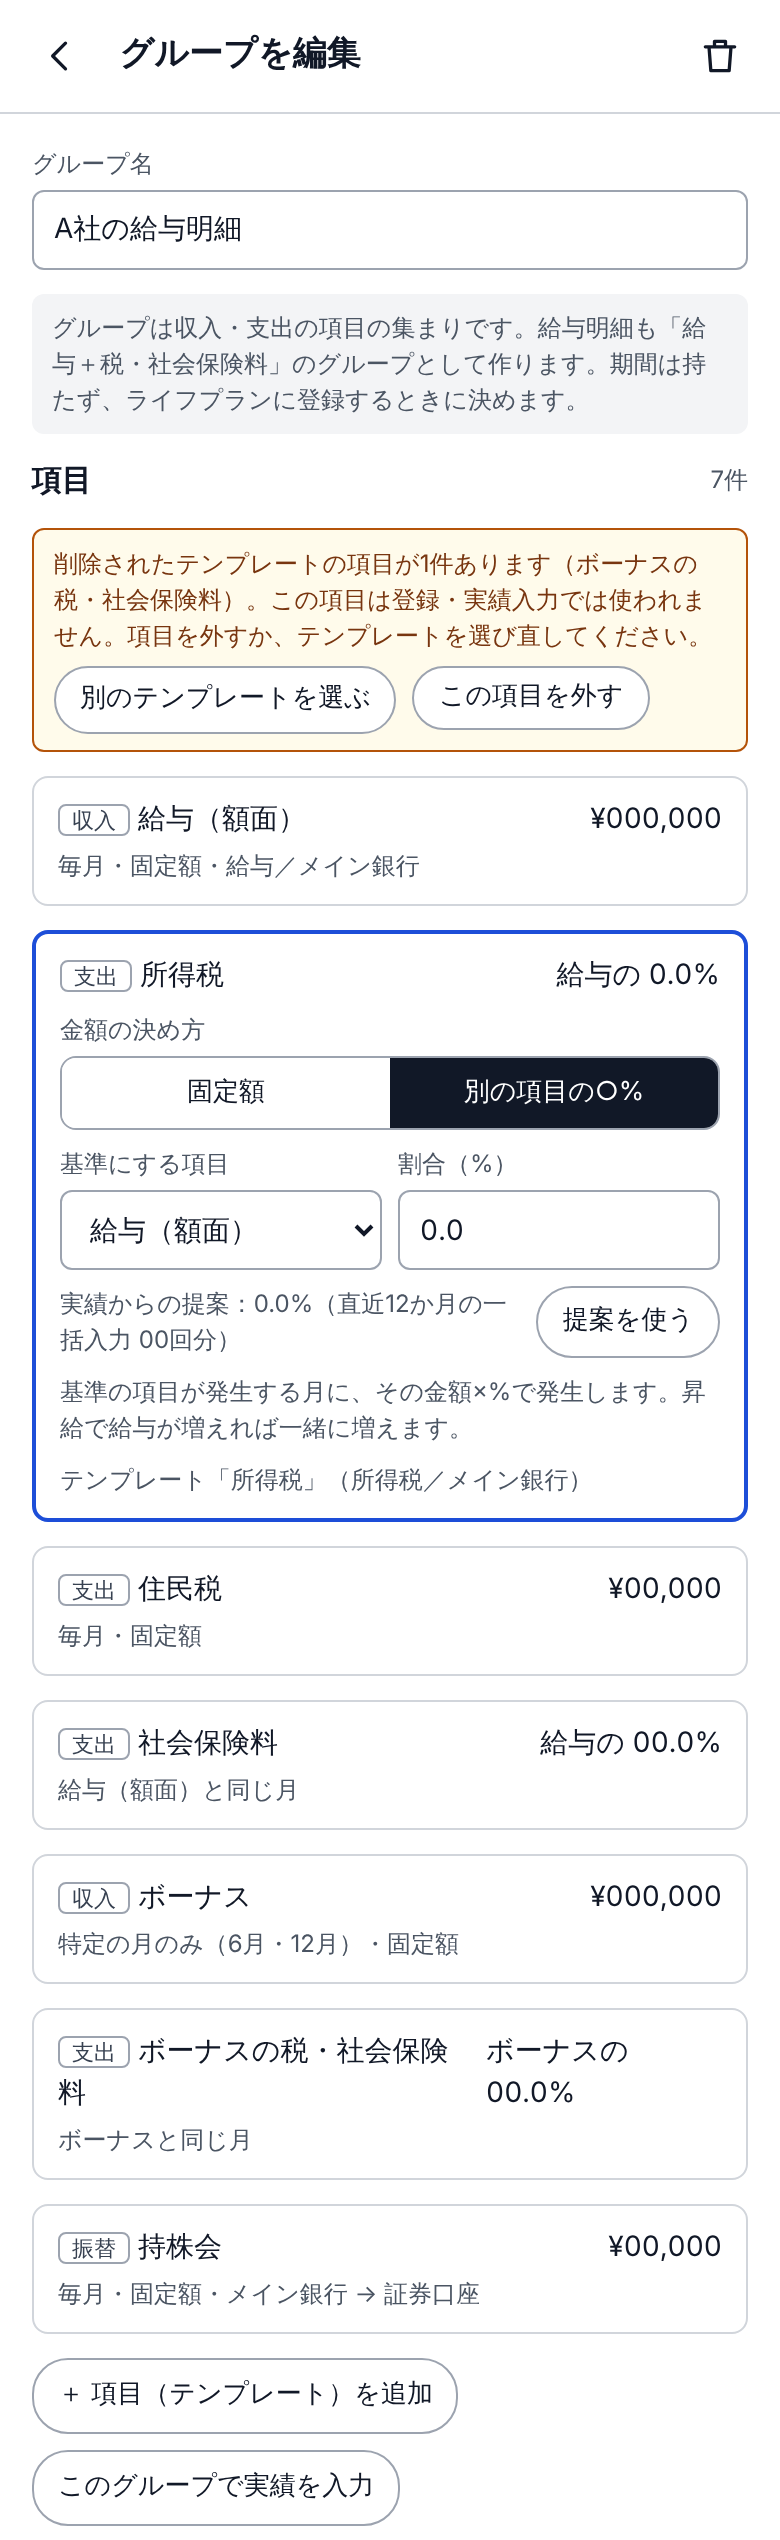 グループを編集
グループ名
A社の給与明細
グループは収入・支出の項目の集まりです。給与明細も「給
与＋税・社会保険料」のグループとして作ります。期間は持
たず、ライフプランに登録するときに決めます。
項目 7件
削除されたテンプレートの項目が1件あります（ボーナスの
税・社会保険料）。この項目は登録・実績入力では使われま
せん。項目を外すか、テンプレートを選び直してください。
別のテンプレートを選ぶ この項目を外す
収入 給与（額面） ¥000,000
毎月・固定額・給与／メイン銀行
支出 所得税 給与の 0.0%
金額の決め方
固定額 別の項目の○%
基準にする項目 割合（%）
給与（額面） 0.0
実績からの提案：0.0%（直近12か月の一
括入力 00回分）
提案を使う
基準の項目が発生する月に、その金額×%で発生します。昇
給で給与が増えれば一緒に増えます。
テンプレート「所得税」（所得税／メイン銀行）
支出 住民税 ¥00,000
毎月・固定額
支出 社会保険料 給与の 00.0%
給与（額面）と同じ月
収入 ボーナス ¥000,000
特定の月のみ（6月・12月）・固定額
支出 ボーナスの税・社会保険
料
ボーナスの
00.0%
ボーナスと同じ月
振替 持株会 ¥00,000
毎月・固定額・メイン銀行 → 証券口座
＋ 項目（テンプレート）を追加
このグループで実績を入力